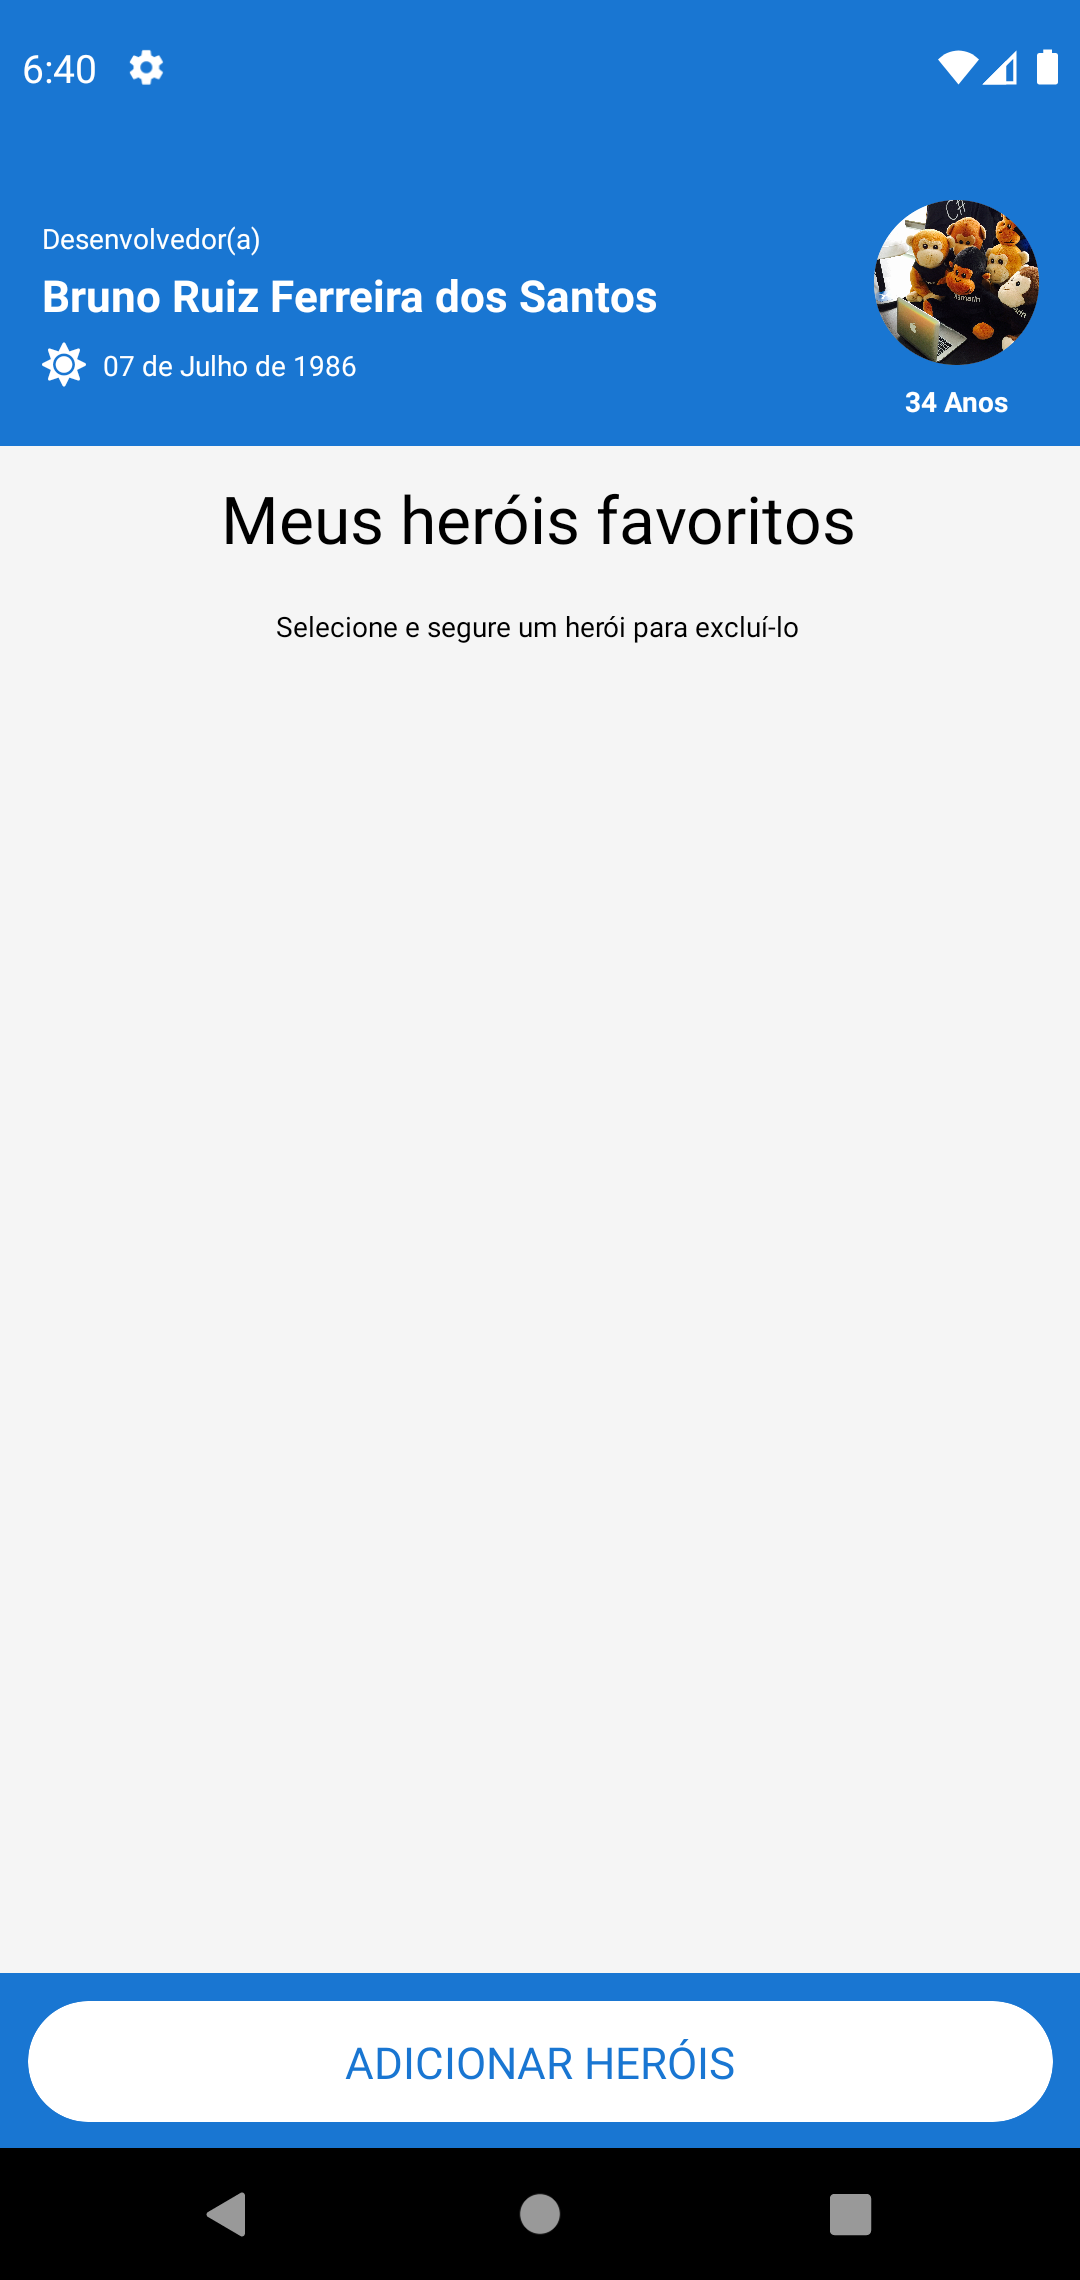 6:40
Desenvolvedor(a)
Bruno Ruiz Ferreira dos Santos
07 de Julho de 1986
C#
Xamarin
34 Anos
Meus heróis favoritos
Selecione e segure um herói para excluí-lo
ADICIONAR HERÓIS